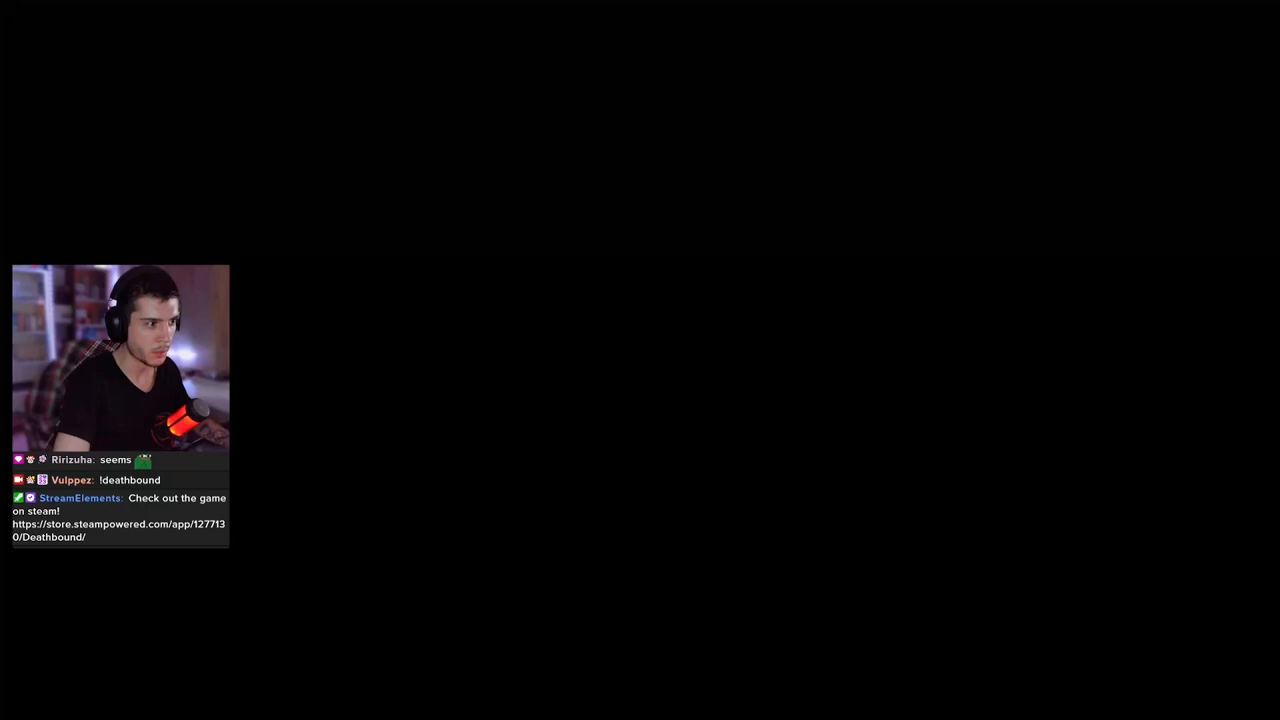 Ririzuha: seems
Vulppez: !deathbound
StreamElements: Check out the game
on steam!
https://store.steampowered.com/app/127713
0/Deathbound/